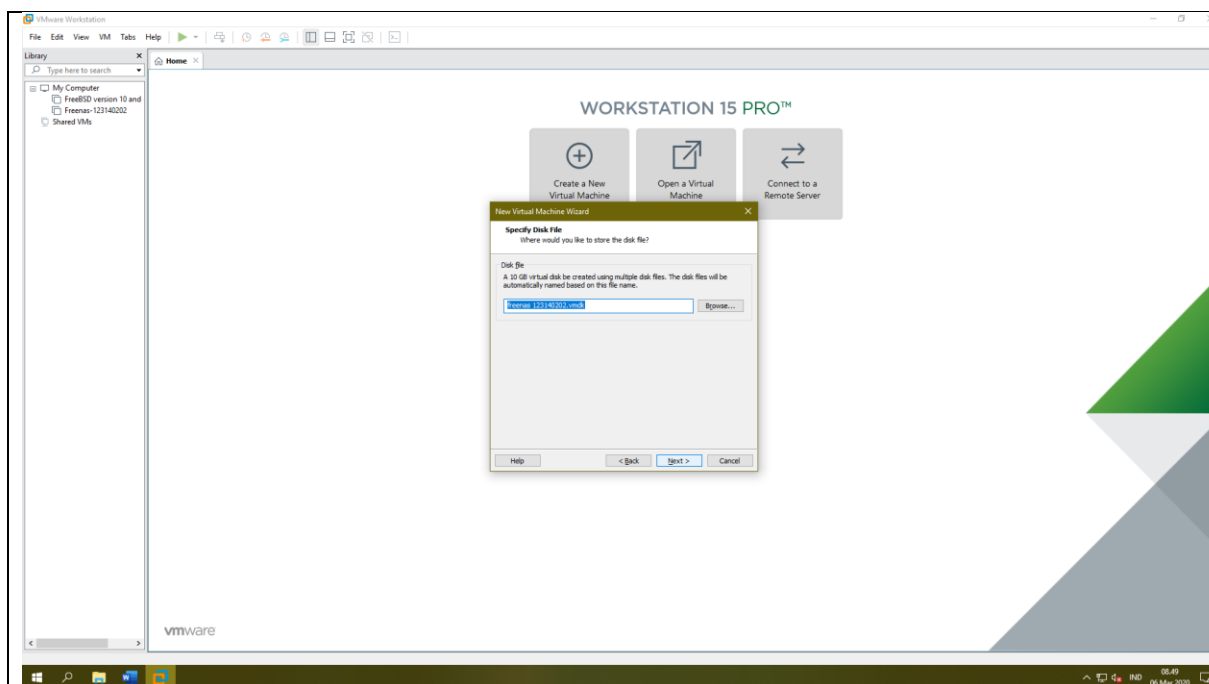 VMware Workstation
File Edit View VM Tabs Help
Library
Home
Type here to search
My Computer
FreeBSD version 10 and
Freenas-123140202
Shared VMs
WORKSTATION 15 PRO™
Create a New
Virtual Machine
Open a Virtual
Machine
Connect to a
Remote Server
New Virtual Machine Wizard
Specify Disk File
Where would you like to store the disk file?
Disk file
A 10 GB virtual disk be created using multiple disk files. The disk files will be
automatically named based on this file name.
freenas 123140202.vmdk
Browse...
Help
< Back
Next >
Cancel
vmware
IND
08.49
06 Mar 2020